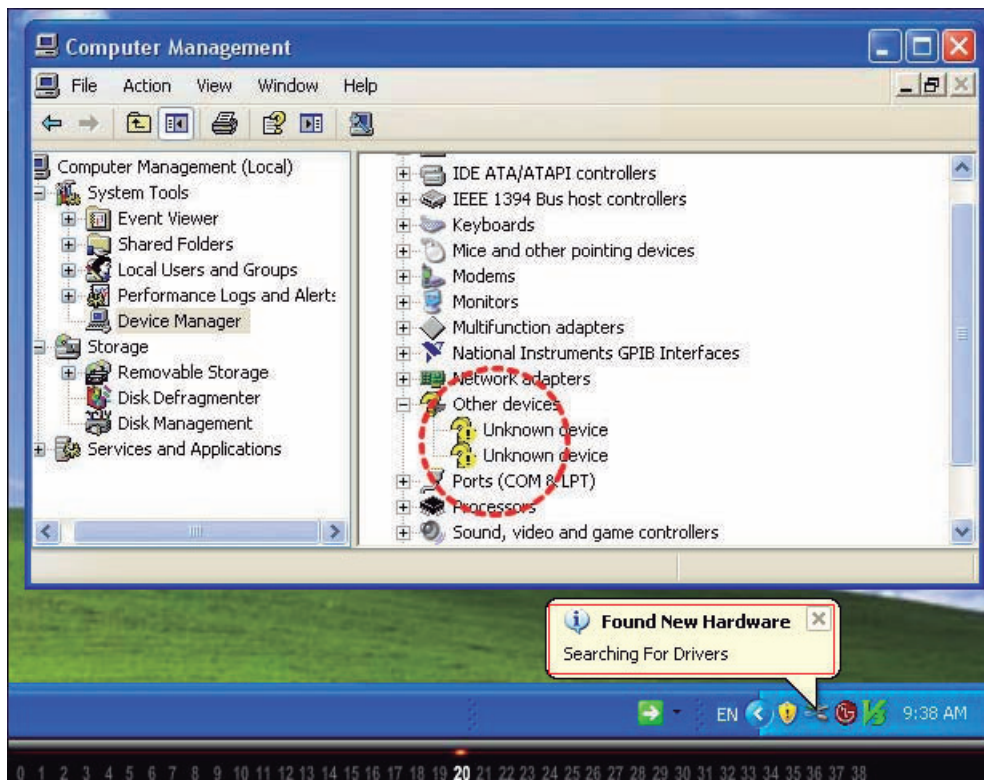 Computer Management
File Action View Window Help
Computer Management (Local)
System Tools
Event Viewer
Shared Folders
Local Users and Groups
Performance Logs and Alerts
Device Manager
Storage
Removable Storage
Disk Defragmenter
Disk Management
Services and Applications
IDE ATA/ATAPI controllers
IEEE 1394 Bus host controllers
Keyboards
Mice and other pointing devices
Modems
Monitors
Multifunction adapters
National Instruments GPIB Interfaces
Network adapters
Other devices
Unknown device
Unknown device
Ports (COM & LPT)
Processors
Sound, video and game controllers
Found New Hardware
Searching For Drivers
EN 9:38 AM
0 1 2 3 4 5 6 7 8 9 10 11 12 13 14 15 16 17 18 19 20 21 22 23 24 25 26 27 28 29 30 31 32 33 34 35 36 37 38